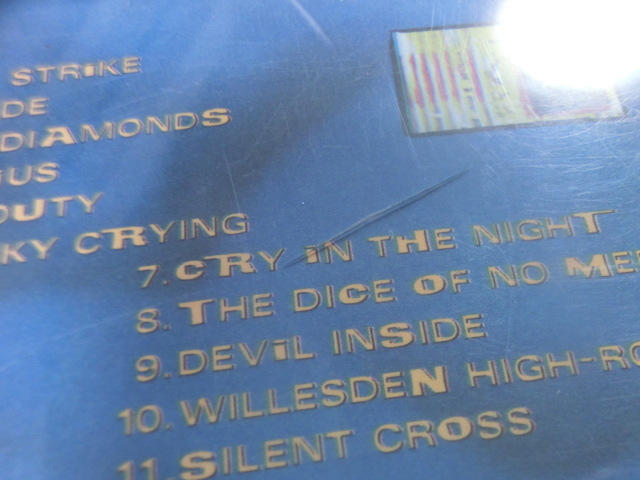 STRIKE
DE
DIAMONDS
GUS
DUTY
KY CRYING
7. CRY IN THE NIGHT
8. THE DICE OF NO
9. DEVIL INSIDE
10. WILLESDEN HIGH-RO
11. SILENT CROSS